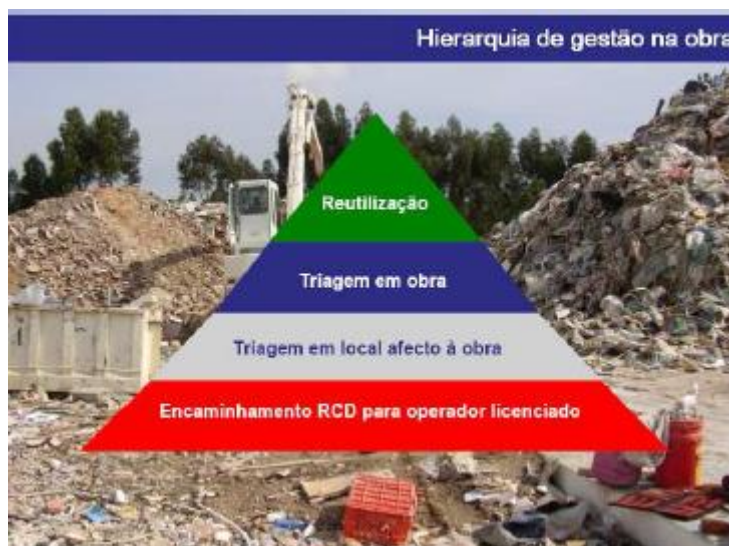 Hierarquia de gestão na obra
Reutilização
Triagem em obra
Triagem em local afecto à obra
Encaminhamento RCD para operador licenciado